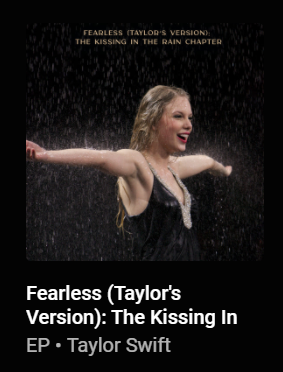 FEARLESS (TAYLOR'S VERSION):
THE KISSING IN THE RAIN CHAPTER
Fearless (Taylor's
Version): The Kissing In
EP • Taylor Swift